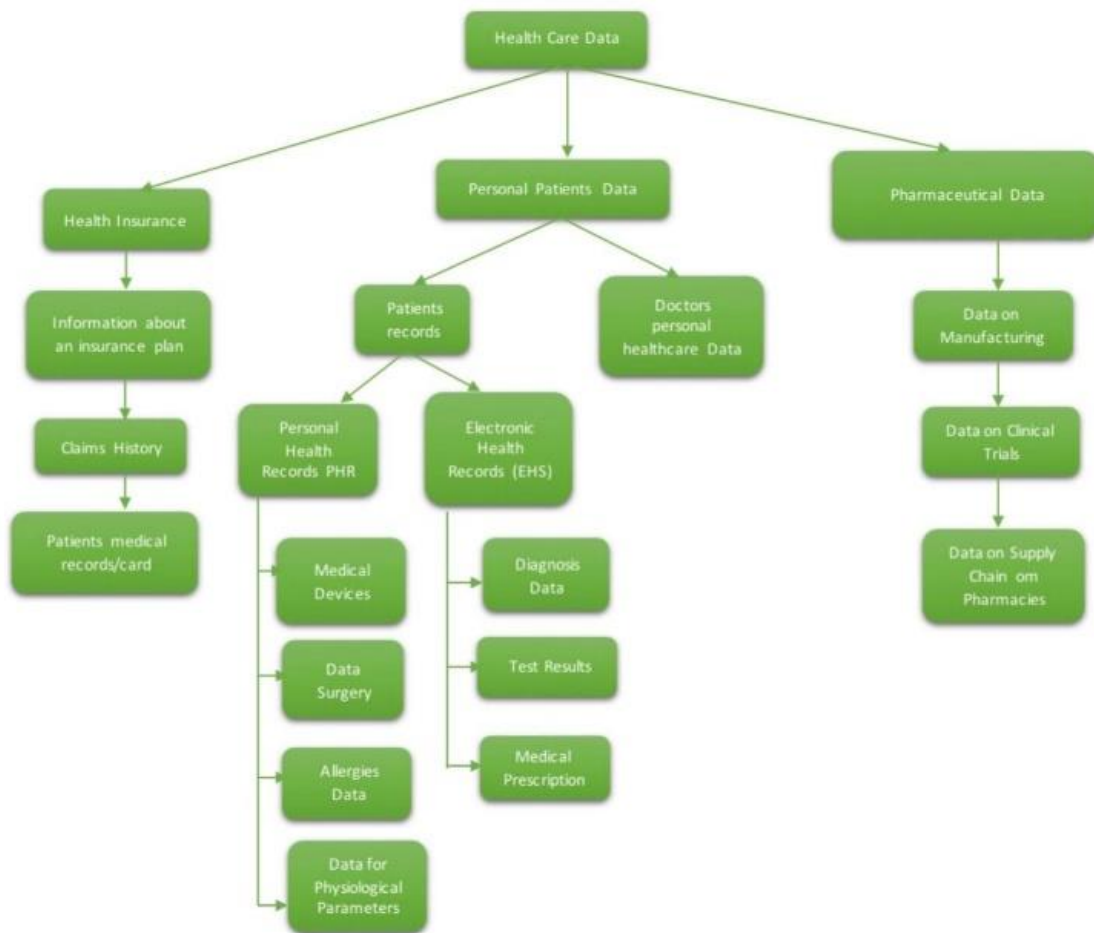 Health Care Data
Health Insurance
Information about
an insurance plan
Claims History
Patients medical
records/card
Personal Patients Data
Patients
records
Doctors
personal
healthcare Data
Personal
Health
Records PHR
Electronic
Health
Records (EHS)
Medical
Devices
Data
Surgery
Allergies
Data
Data for
Physiological
Parameters
Diagnosis
Data
Test Results
Medical
Prescription
Pharmaceutical Data
Data on
Manufacturing
Data on Clinical
Trials
Data on Supply
Chain om
Pharmacies